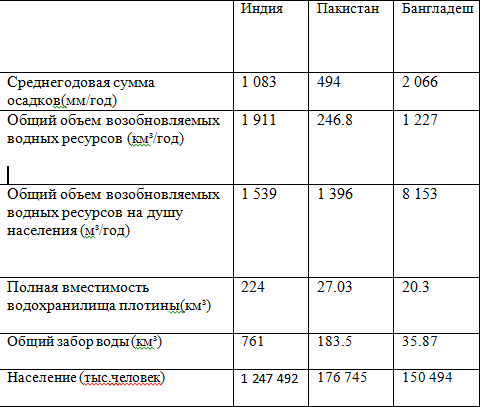 Индия Пакистан Бангладеш
Среднегодовая сумма 1 083 494 2 066
осадков(мм/год)
Общий объем возобновляемых 1 911 246.8 1 227
водных ресурсов (км³/год)
Общий объем возобновляемых 1 539 1 396 8 153
водных ресурсов на душу
населения (м³/год)
Полная вместимость 224 27.03 20.3
водохранилища плотины(км³)
Общий забор воды (км³) 761 183.5 35.87
Население (тыс.человек) 1 247 492 176 745 150 494